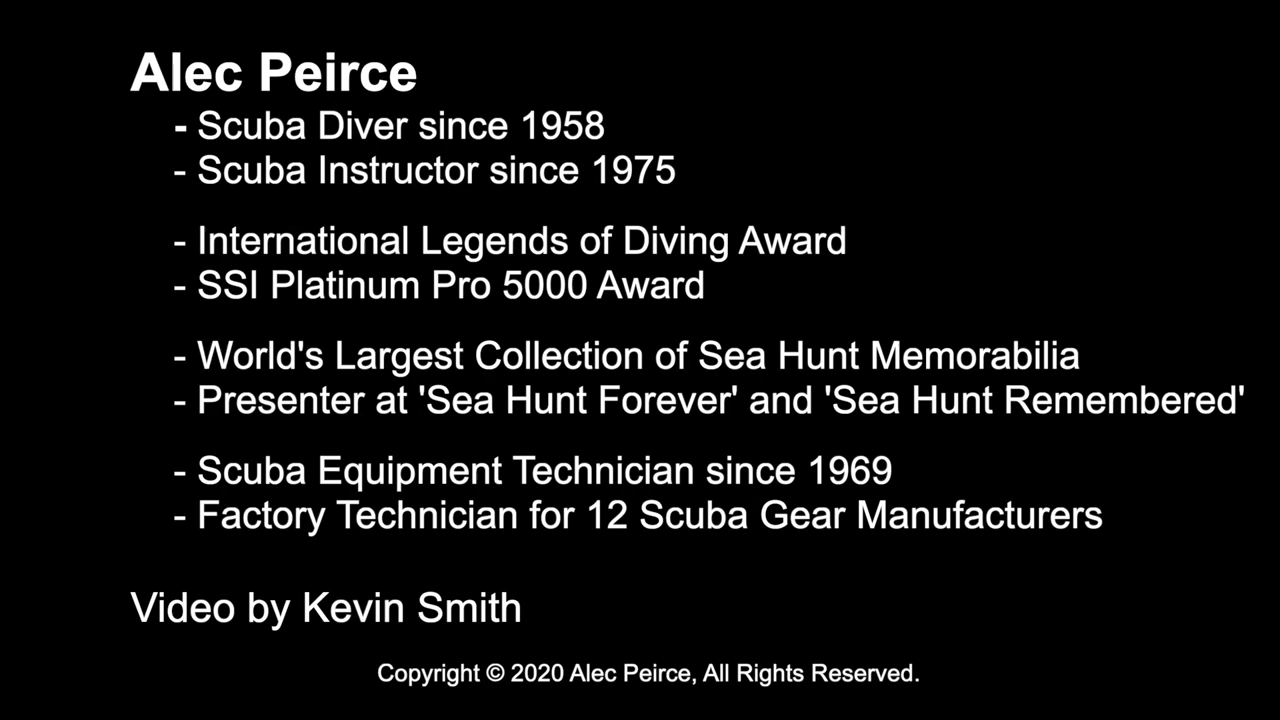 Alec Peirce
- Scuba Diver since 1958
- Scuba Instructor since 1975
- International Legends of Diving Award
- SSI Platinum Pro 5000 Award
- World's Largest Collection of Sea Hunt Memorabilia
- Presenter at 'Sea Hunt Forever' and 'Sea Hunt Remembered'
- Scuba Equipment Technician since 1969
- Factory Technician for 12 Scuba Gear Manufacturers
Video by Kevin Smith
Copyright © 2020 Alec Peirce, All Rights Reserved.